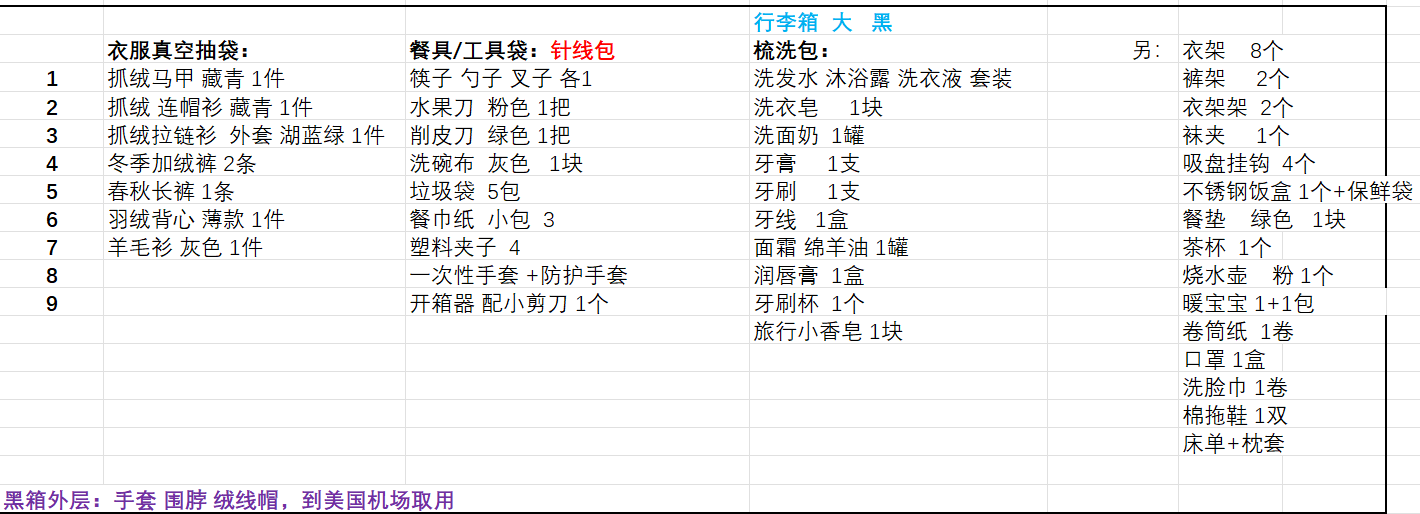 行李箱 大 黑
衣服真空抽袋： 餐具/工具袋：针线包 梳洗包： 另： 衣架 8个
1 抓绒马甲 藏青 1件 筷子 勺子 叉子 各1 洗发水 沐浴露 洗衣液 套装 裤架 2个
2 抓绒 连帽衫 藏青 1件 水果刀 粉色 1把 洗衣皂 1块 衣架架 2个
3 抓绒拉链衫 外套 湖蓝绿 1件 削皮刀 绿色 1把 洗面奶 1罐 袜夹 1个
4 冬季加绒裤 2条 洗碗布 灰色 1块 牙膏 1支 吸盘挂钩 4个
5 春秋长裤 1条 垃圾袋 5包 牙刷 1支 不锈钢饭盒 1个+保鲜袋
6 羽绒背心 薄款 1件 餐巾纸 小包 3 牙线 1盒 餐垫 绿色 1块
7 羊毛衫 灰色 1件 塑料夹子 4 面霜 绵羊油 1罐 茶杯 1个
8 一次性手套 +防护手套 润唇膏 1盒 烧水壶 粉 1个
9 开箱器 配小剪刀 1个 牙刷杯 1个 暖宝宝 1+1包
旅行小香皂 1块 卷筒纸 1卷
口罩 1盒
洗脸巾 1卷
棉拖鞋 1双
床单+枕套
黑箱外层：手套 围脖 绒线帽，到美国机场取用